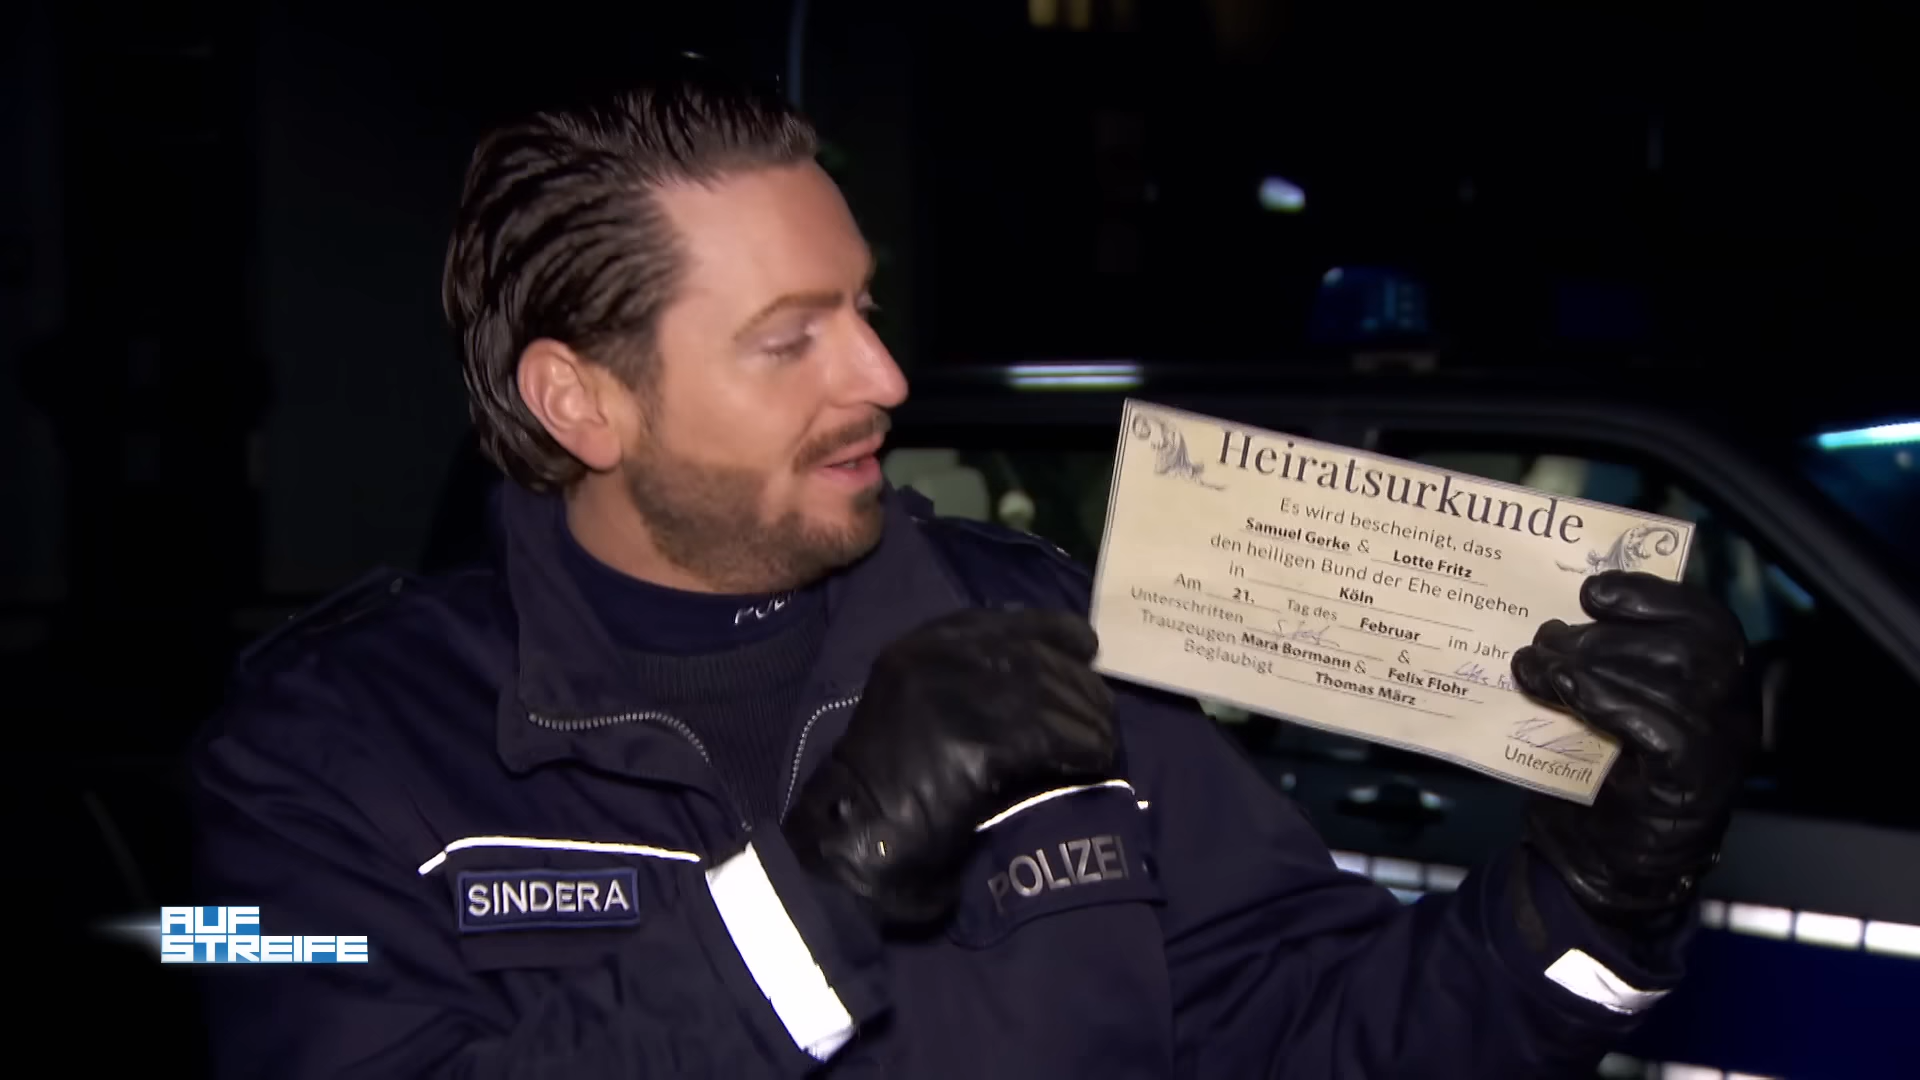 Heiratsurkunde
Es wird bescheinigt, dass
Samuel Gerke & Lotte Fritz
den heiligen Bund der Ehe eingehen
in Köln
Am 21. Tag des Februar im Jahr
Unterschriften &
Trauzeugen Mara Bormann & Felix Flohr
Beglaubigt Thomas März
Unterschrift
POLIZEI
SINDERA
AUF
STREIFE